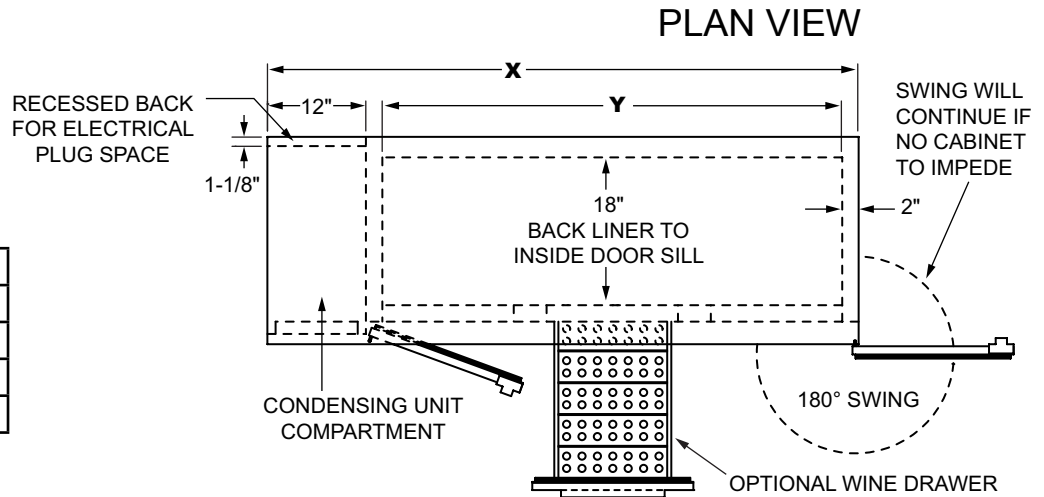 PLAN VIEW
X
RECESSED BACK
FOR ELECTRICAL
PLUG SPACE
12"
Y
SWING WILL
CONTINUE IF
NO CABINET
TO IMPEDE
1-1/8"
18"
BACK LINER TO
INSIDE DOOR SILL
2"
180° SWING
CONDENSING UNIT
COMPARTMENT
OPTIONAL WINE DRAWER